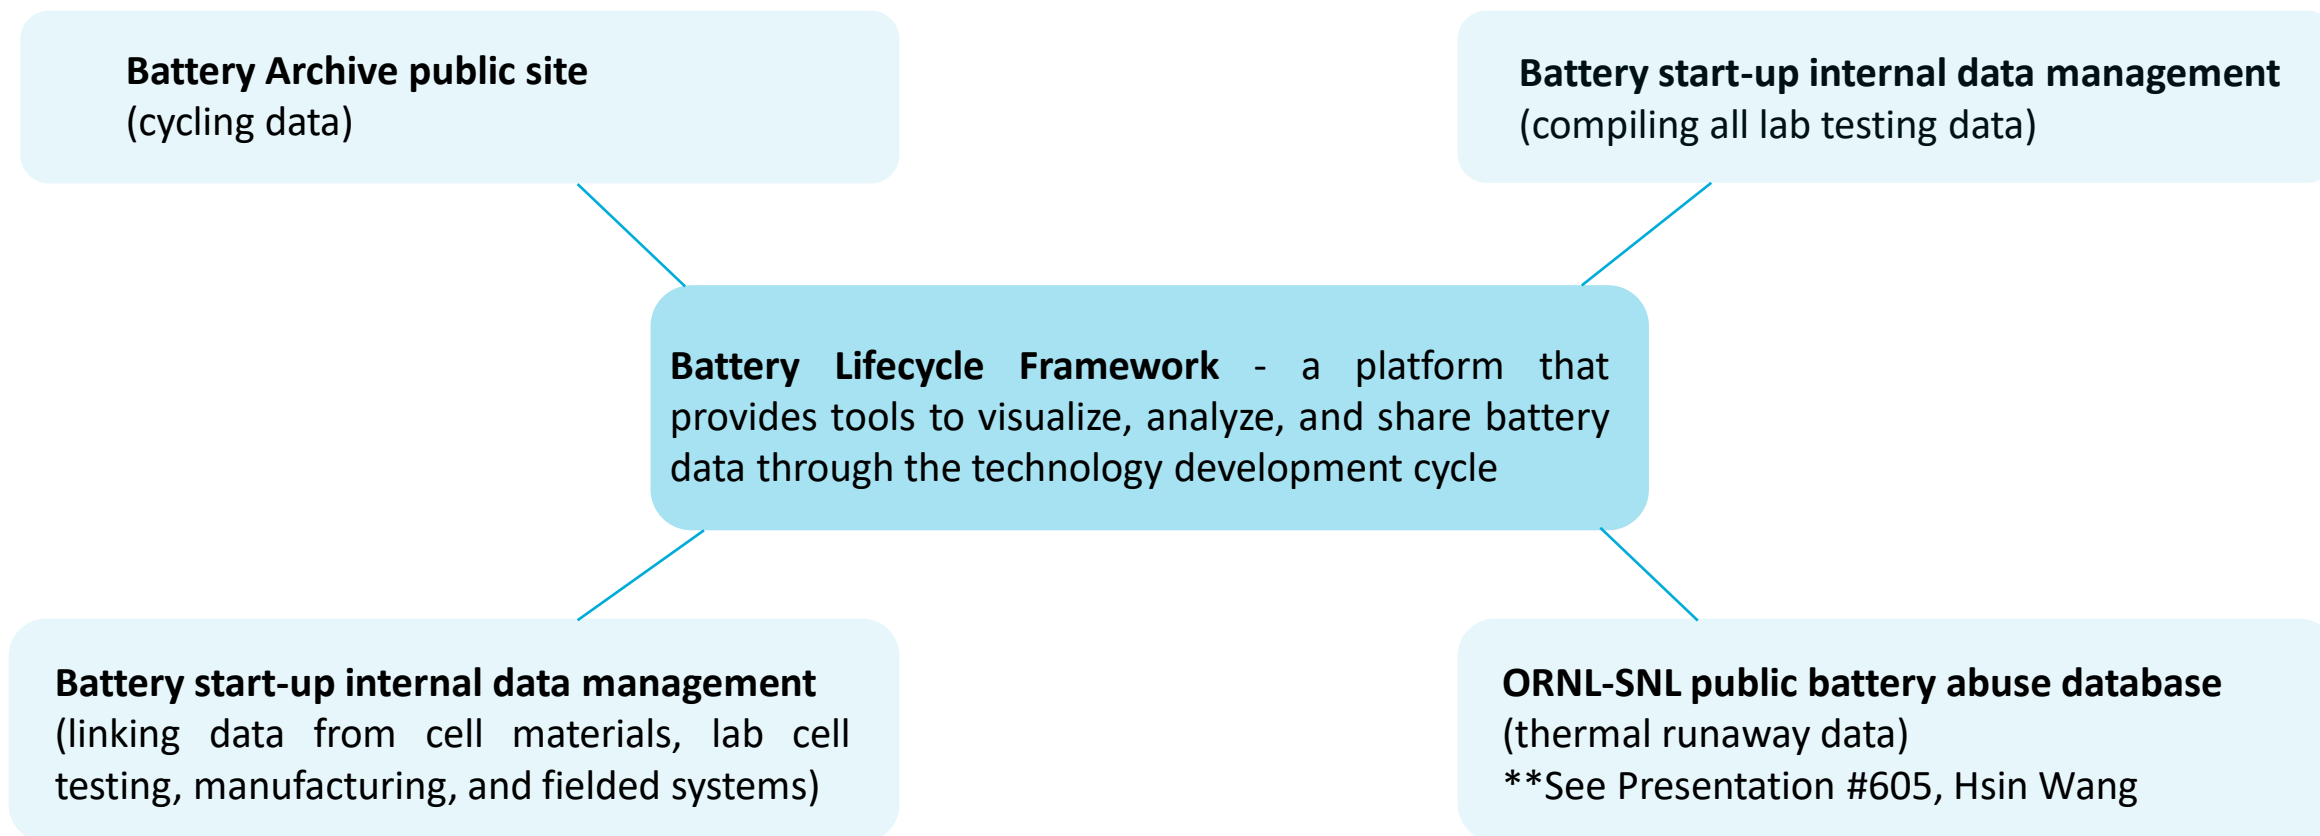 Battery Archive public site
(cycling data)
Battery start-up internal data management
(compiling all lab testing data)
Battery Lifecycle Framework - a platform that
provides tools to visualize, analyze, and share battery
data through the technology development cycle
Battery start-up internal data management
(linking data from cell materials, lab cell
testing, manufacturing, and fielded systems)
ORNL-SNL public battery abuse database
(thermal runaway data)
**See Presentation #605, Hsin Wang